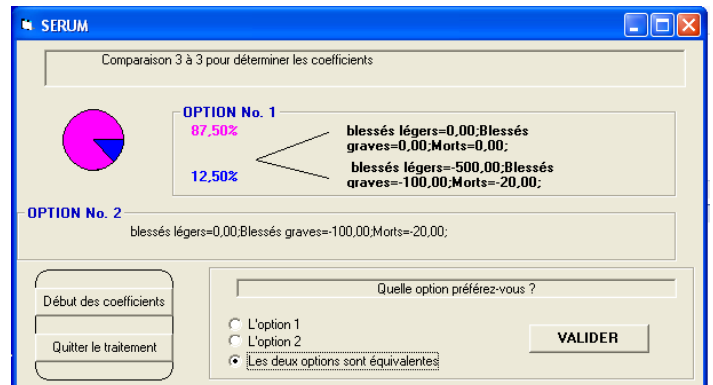 SERUM
Comparaison 3 à 3 pour déterminer les coefficients
OPTION No. 1
87,50%
blessés légers=0,00;Blessés
graves=0,00;Morts=0,00;
12,50%
blessés légers=-500,00;Blessés
graves=-100,00;Morts=-20,00;
OPTION No. 2
blessés légers=0,00;Blessés graves=-100,00;Morts=-20,00;
Début des coefficients
Quitter le traitement
Quelle option préférez-vous ?
L'option 1
L'option 2
Les deux options sont équivalentes
VALIDER